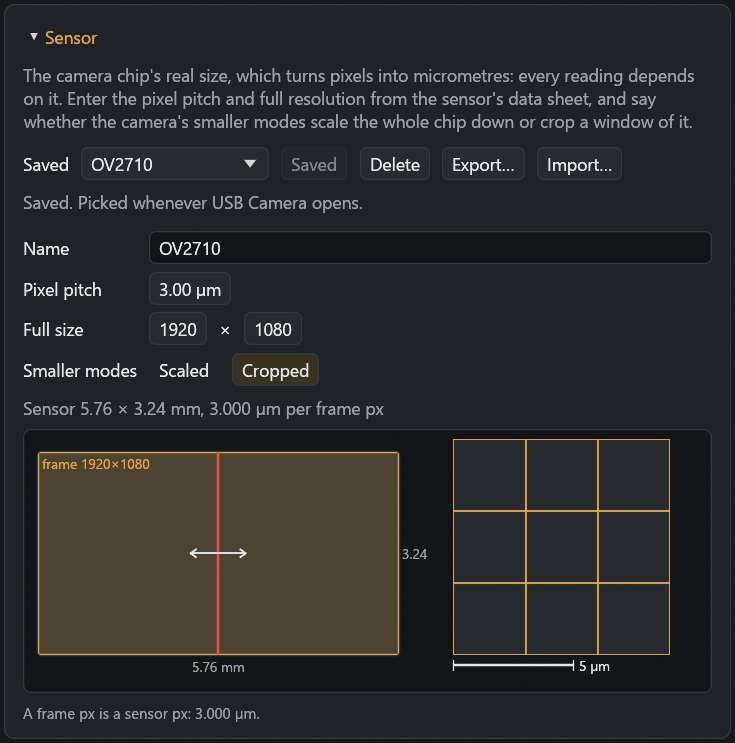 Sensor
The camera chip's real size, which turns pixels into micrometres: every reading depends
on it. Enter the pixel pitch and full resolution from the sensor's data sheet, and say
whether the camera's smaller modes scale the whole chip down or crop a window of it.
Saved OV2710 Saved Delete Export... Import...
Saved. Picked whenever USB Camera opens.
Name OV2710
Pixel pitch 3.00 µm
Full size 1920 × 1080
Smaller modes Scaled Cropped
Sensor 5.76 × 3.24 mm, 3.000 µm per frame px
frame 1920×1080
3.24
5.76 mm
5 µm
A frame px is a sensor px: 3.000 µm.